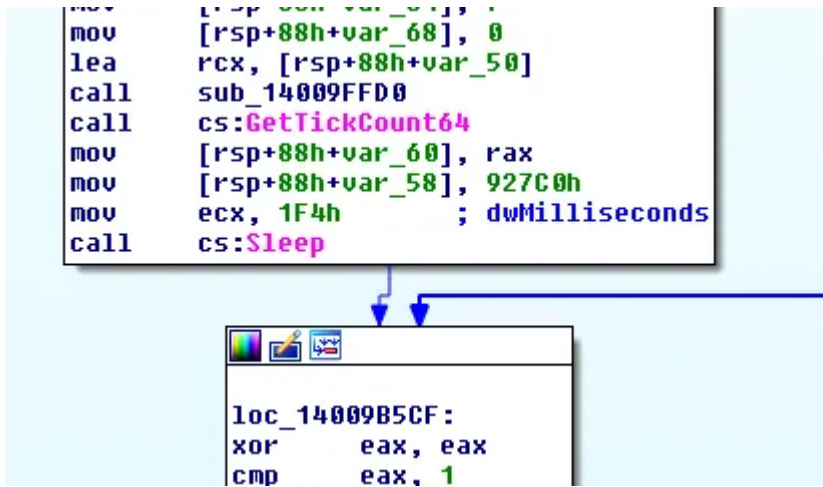 mov [rsp+88h+var_68], 0
lea rcx, [rsp+88h+var_50]
call sub_14009FFD0
call cs:GetTickCount64
mov [rsp+88h+var_60], rax
mov [rsp+88h+var_58], 927C0h
mov ecx, 1F4h ; dwMilliseconds
call cs:Sleep
loc_14009B5CF:
xor eax, eax
cmp eax, 1